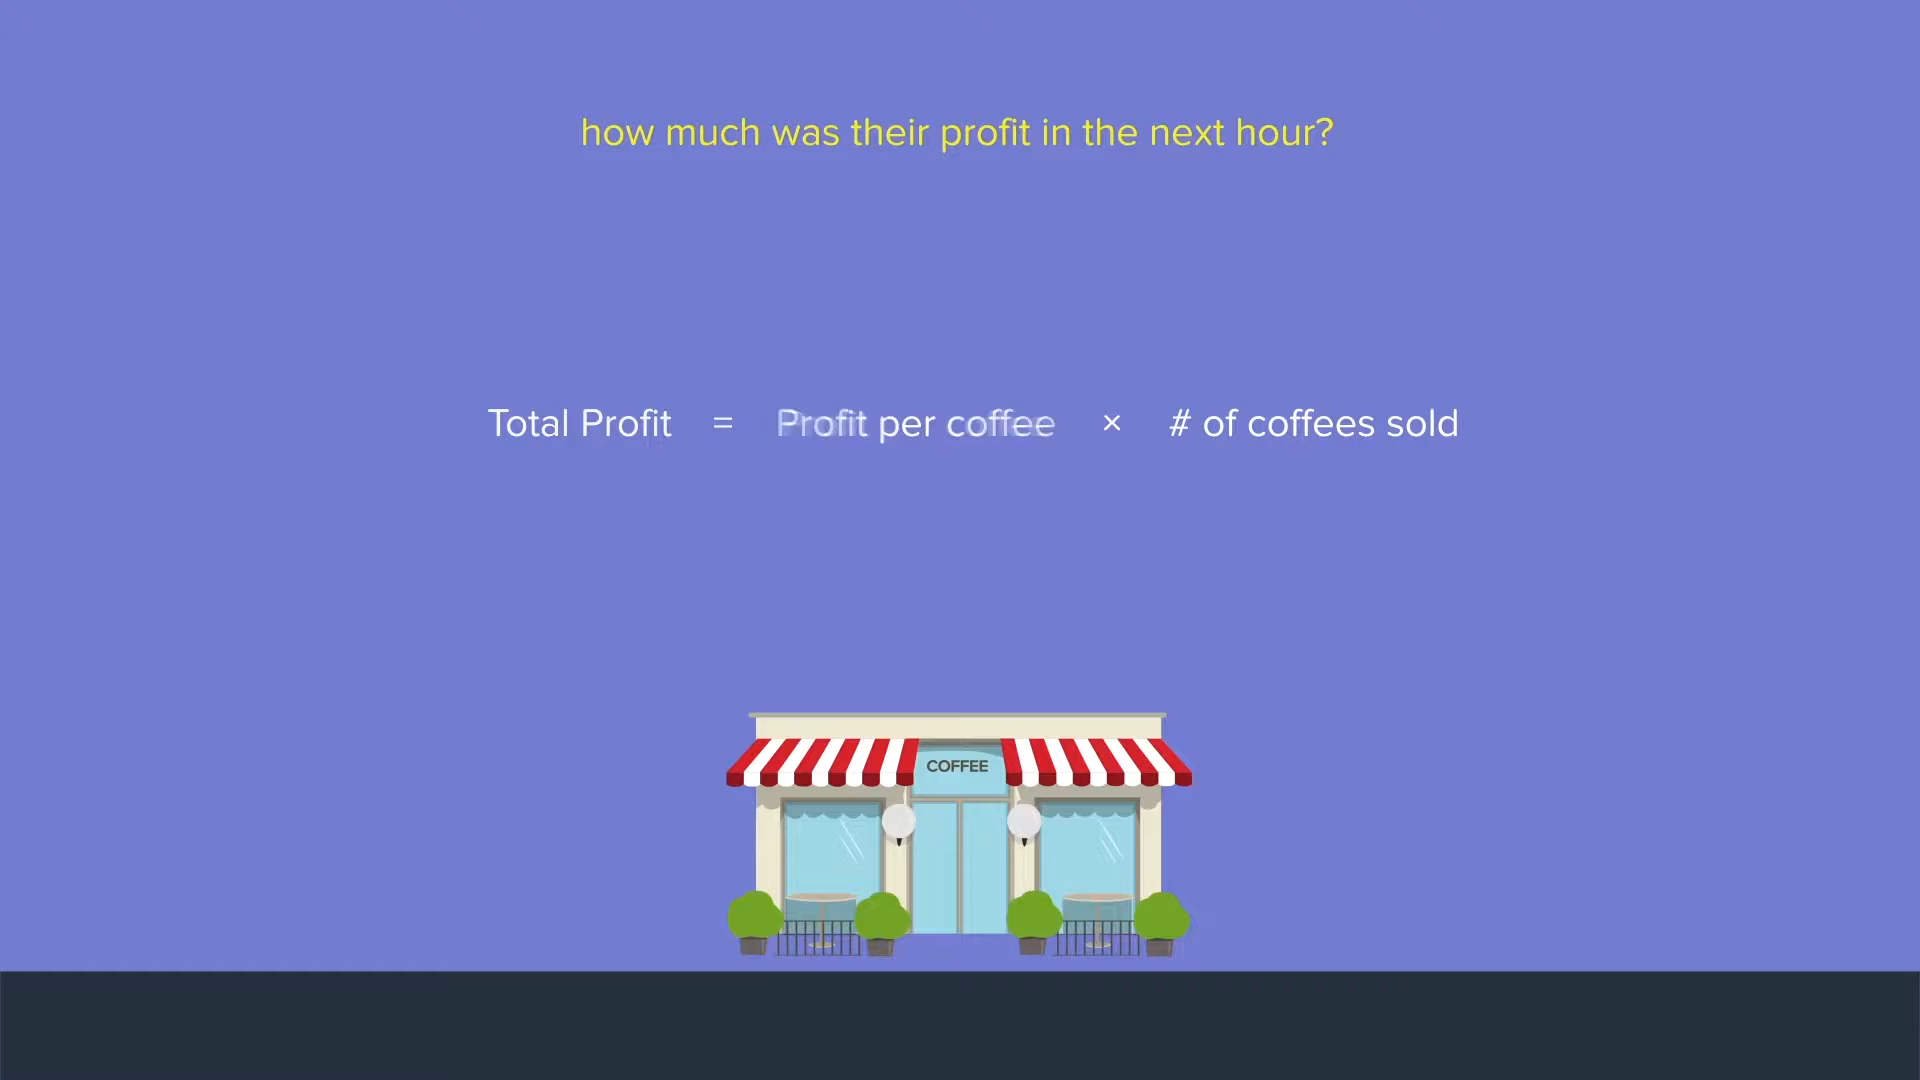 how much was their profit in the next hour?
Total Profit = Profit per coffee × # of coffees sold
COFFEE